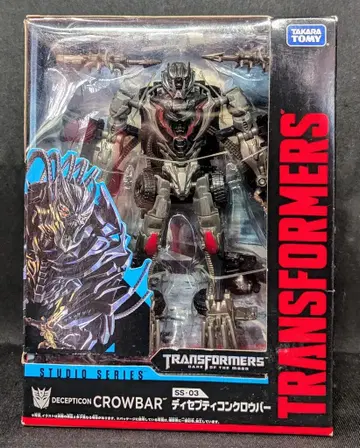 TAKARA
TOMY
TRANSFORMERS
STUDIO SERIES
TRANSFORMERS
DARK OF THE MOON
SS-03
DECEPTICON CROWBAR™ ディセプティコンクロウバー